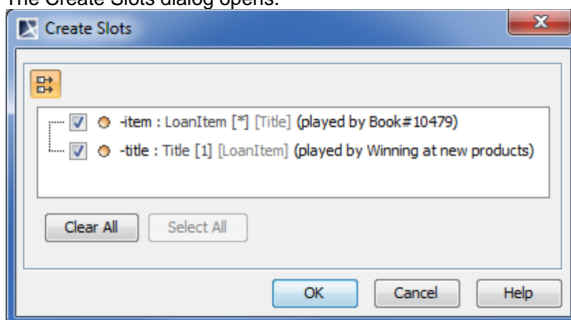 The Create Slots dialog opens.
Create Slots
-item : LoanItem [*] [Title] (played by Book#10479)
-title : Title [1] [LoanItem] (played by Winning at new products)
Clear All Select All
OK Cancel Help